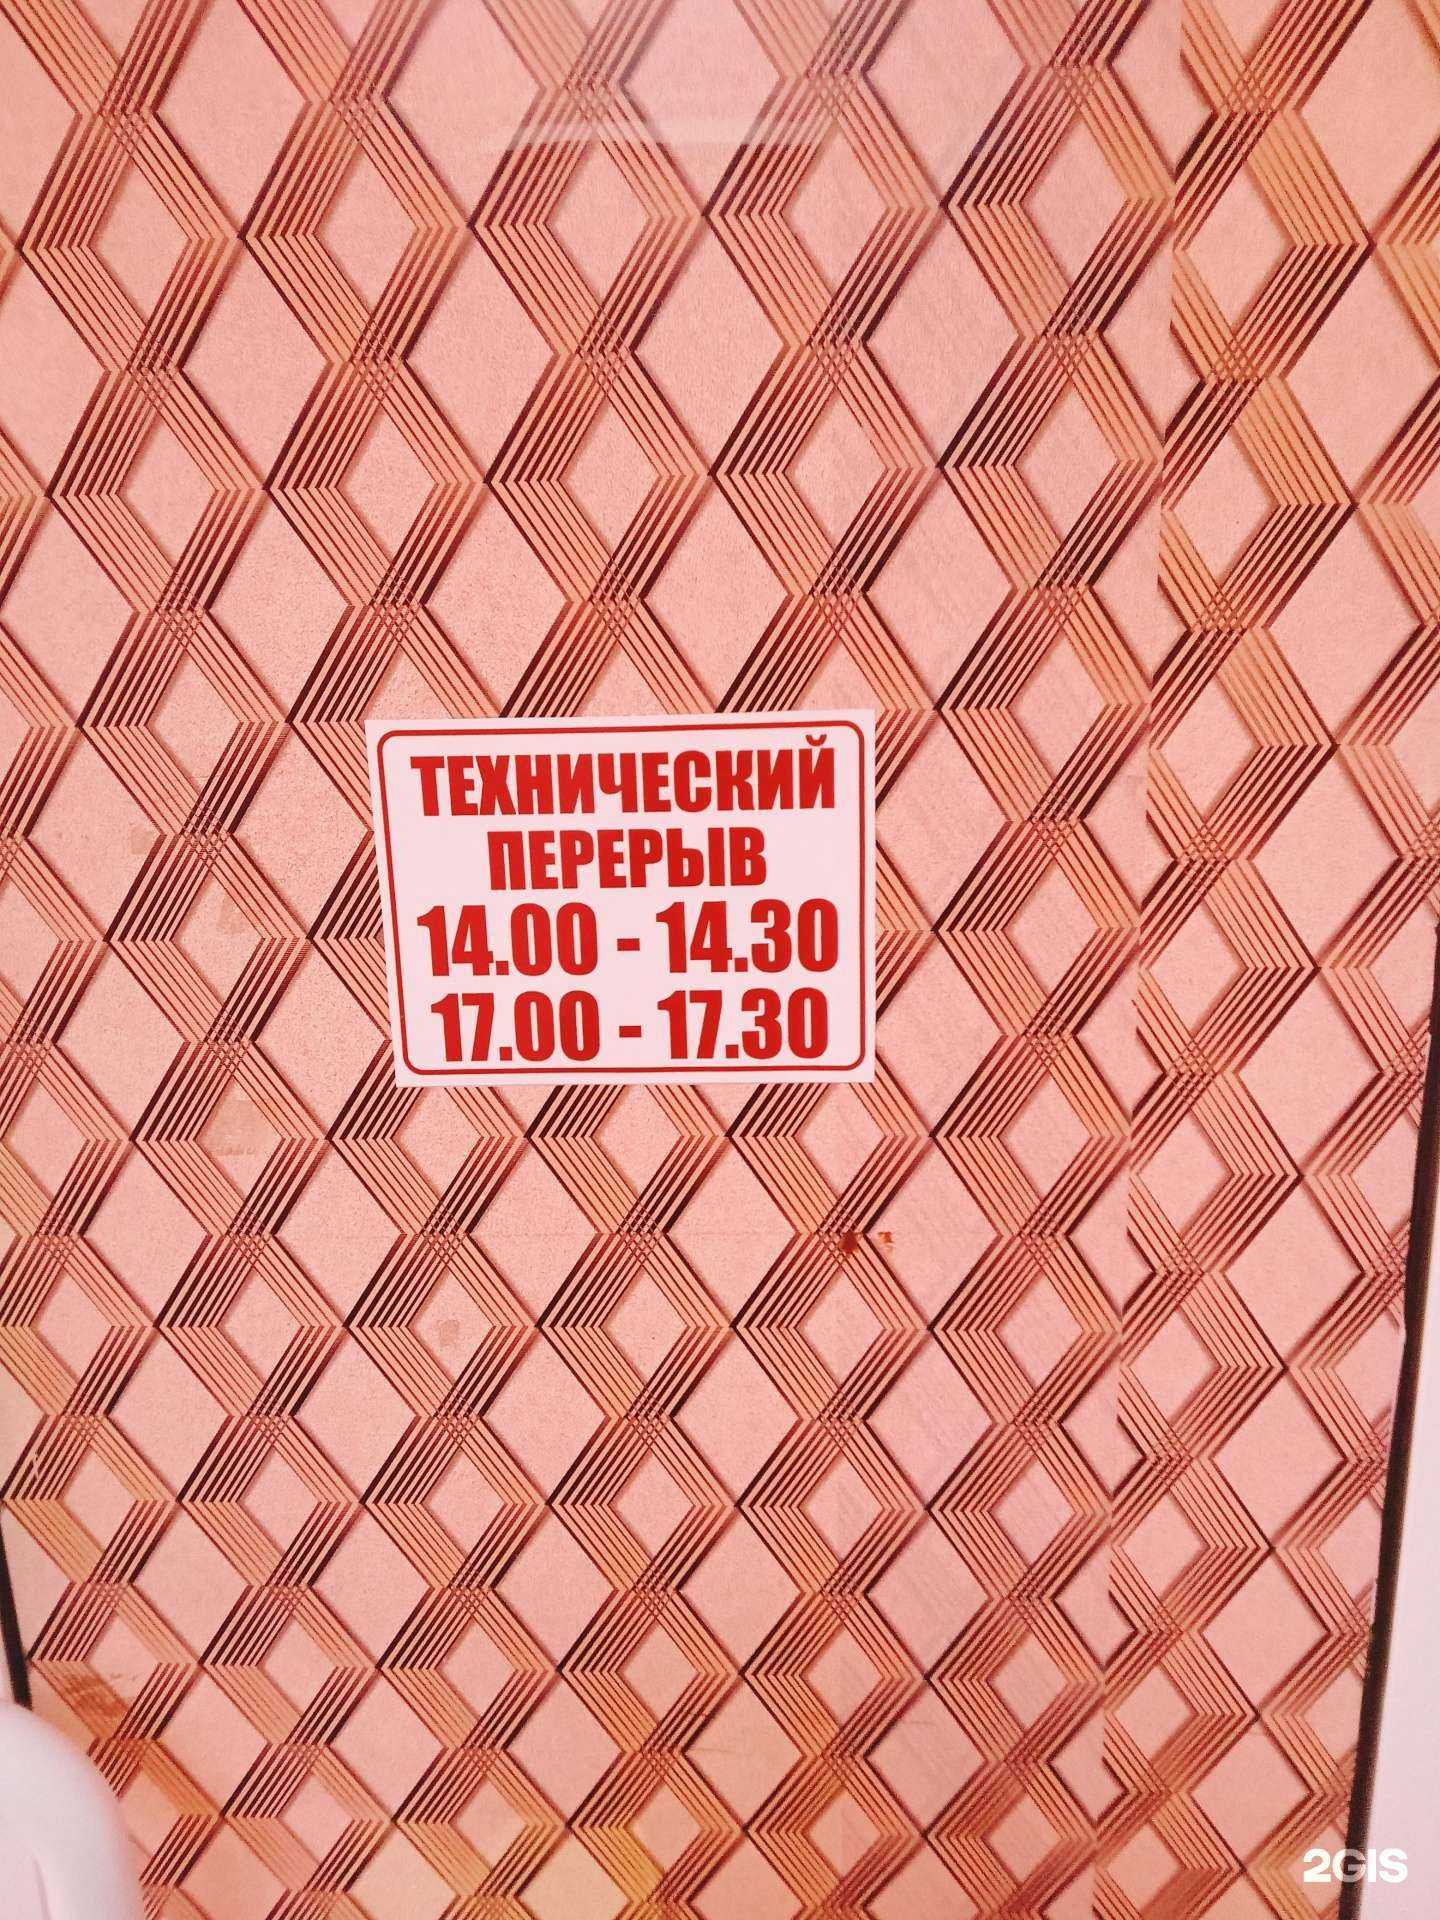 ТЕХНИЧЕСКИЙ
ПЕРЕРЫВ
14.00 - 14.30
17.00 - 17.30
2GIS